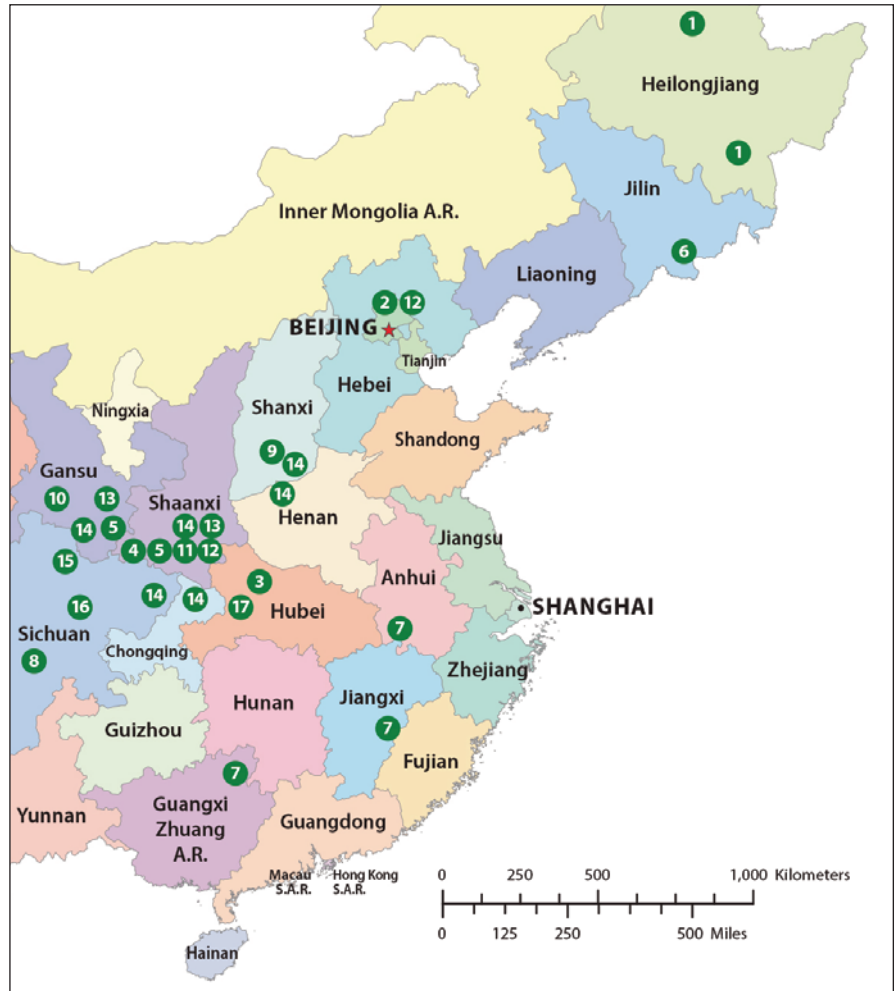 1
Heilongjiang
1
Jilin
Inner Mongolia A.R.
6
Liaoning
2 12
BEIJING
Tianjin
Hebei
Ningxia
Shanxi
Shandong
9
14
Gansu
10 13
Shaanxi
14
Henan
14 5
14 13
Jiangsu
4 5 11 12
15
Anhui
3
14 14
16
17
Hubei
SHANGHAI
Sichuan
7
Chongqing
8
Zhejiang
Hunan
Jiangxi
Guizhou
7
Fujian
7
Yunnan
Guangxi
Zhuang
A.R.
Guangdong
Macau
S.A.R.
Hong Kong
S.A.R.
0 250 500 1,000 Kilometers
0 125 250 500 Miles
Hainan